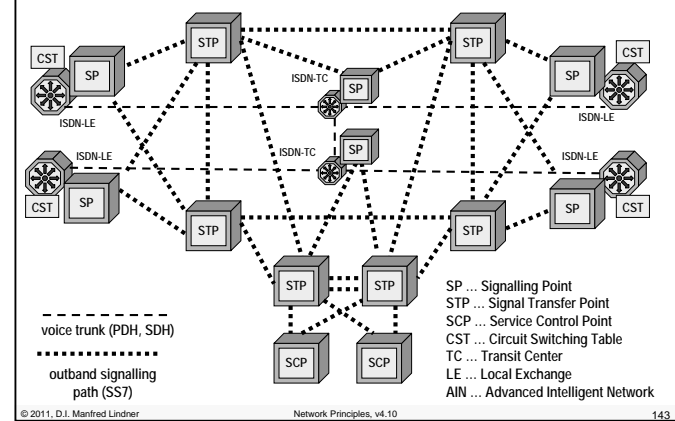 STP
STP
CST
SP
ISDN-TC
SP
SP
CST
ISDN-LE
ISDN-LE
ISDN-LE
ISDN-TC
SP
ISDN-LE
CST
SP
STP
STP
SP
CST
STP
STP
SP ... Signalling Point
STP ... Signal Transfer Point
SCP ... Service Control Point
CST ... Circuit Switching Table
TC ... Transit Center
LE ... Local Exchange
AIN ... Advanced Intelligent Network
voice trunk (PDH, SDH)
outband signalling
path (SS7)
SCP
SCP
© 2011, D.I. Manfred Lindner
Network Principles, v4.10
143